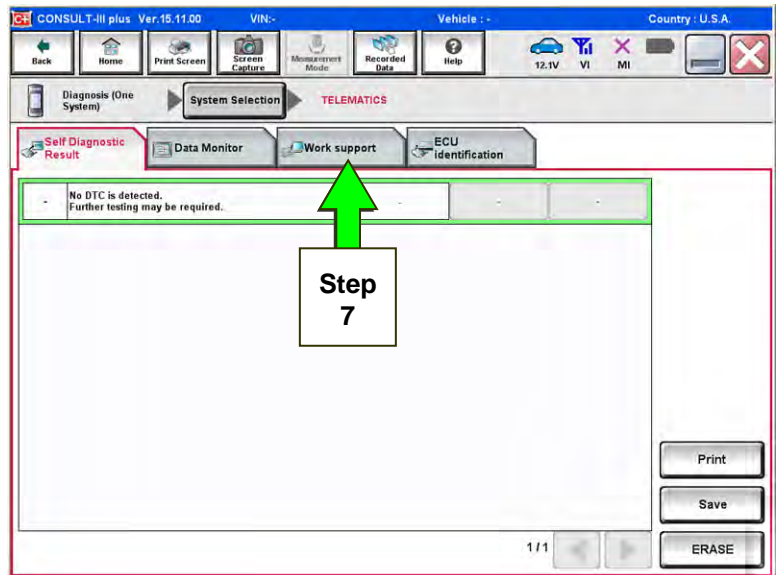 CONSULT-III plus Ver.15.11.00 VIN:- Vehicle : - Country : U.S.A.
Back
Home
Print Screen
Screen
Capture
Measurement
Mode
Recorded
Data
Help
12.1V
VI
MI
Diagnosis (One
System)
System Selection
TELEMATICS
Self Diagnostic
Result
Data Monitor
Work support
ECU
identification
- No DTC is detected.
Further testing may be required.
- - -
Step
7
Print
Save
1/1
ERASE